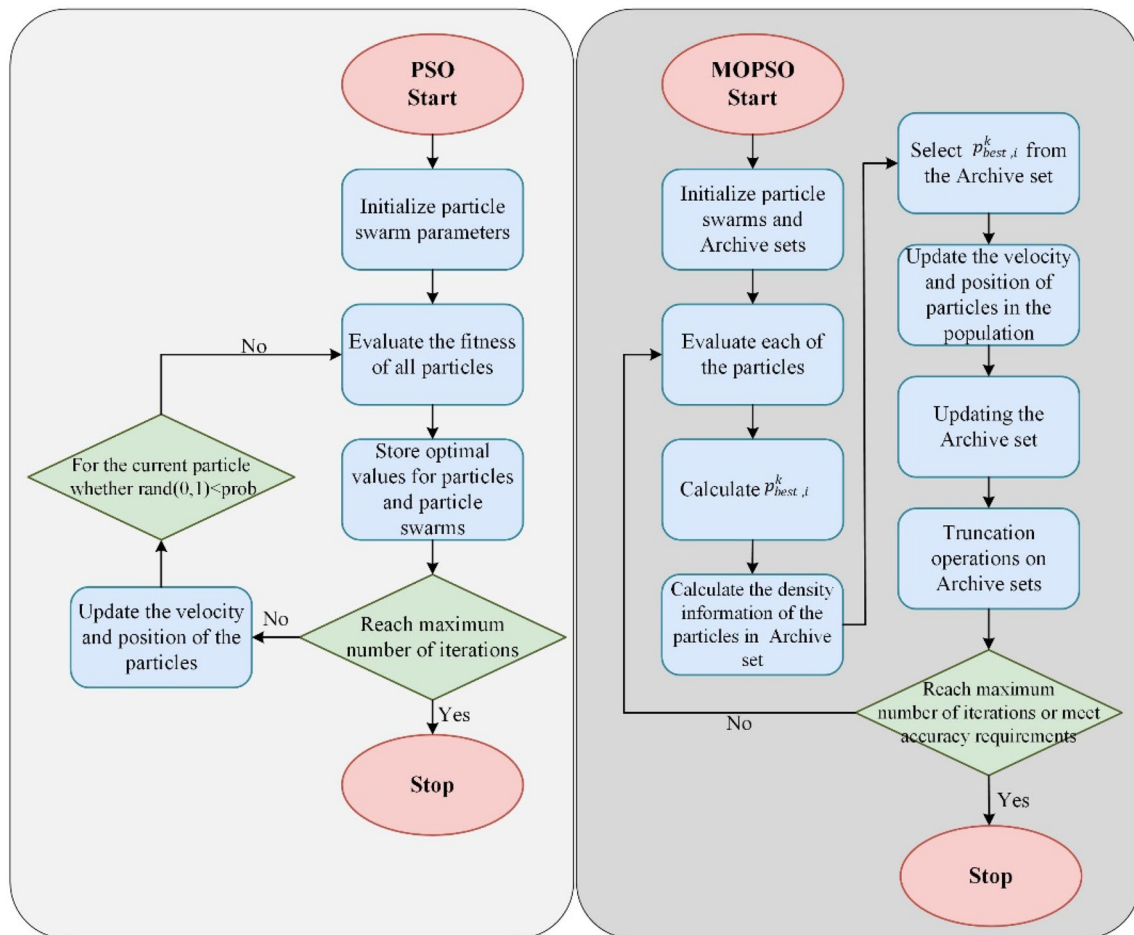 PSO
Start
Initialize particle
swarm parameters
Evaluate the fitness
of all particles
No
Store optimal
values for particles
and particle
swarms
For the current particle
whether rand(0,1)<prob
Update the velocity
and position of the
particles
No
Reach maximum
number of iterations
Yes
Stop
MOPSO
Start
Initialize particle
swarms and
Archive sets
Evaluate each of
the particles
Calculate p^k_{best,i}
Calculate the density
information of the
particles in Archive
set
Select p^k_{best,i} from
the Archive set
Update the velocity
and position of
particles in the
population
Updating the
Archive set
Truncation
operations on
Archive sets
Reach maximum
number of iterations or meet
accuracy requirements
No
Yes
Stop